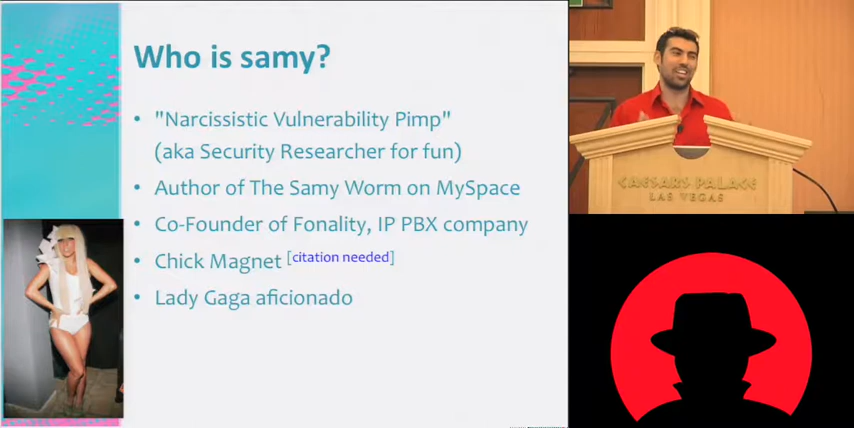 Who is samy?
• "Narcissistic Vulnerability Pimp"
(aka Security Researcher for fun)
• Author of The Samy Worm on MySpace
• Co-Founder of Fonality, IP PBX company
• Chick Magnet [citation needed]
• Lady Gaga aficionado
CAESARS PALACE
LAS VEGAS